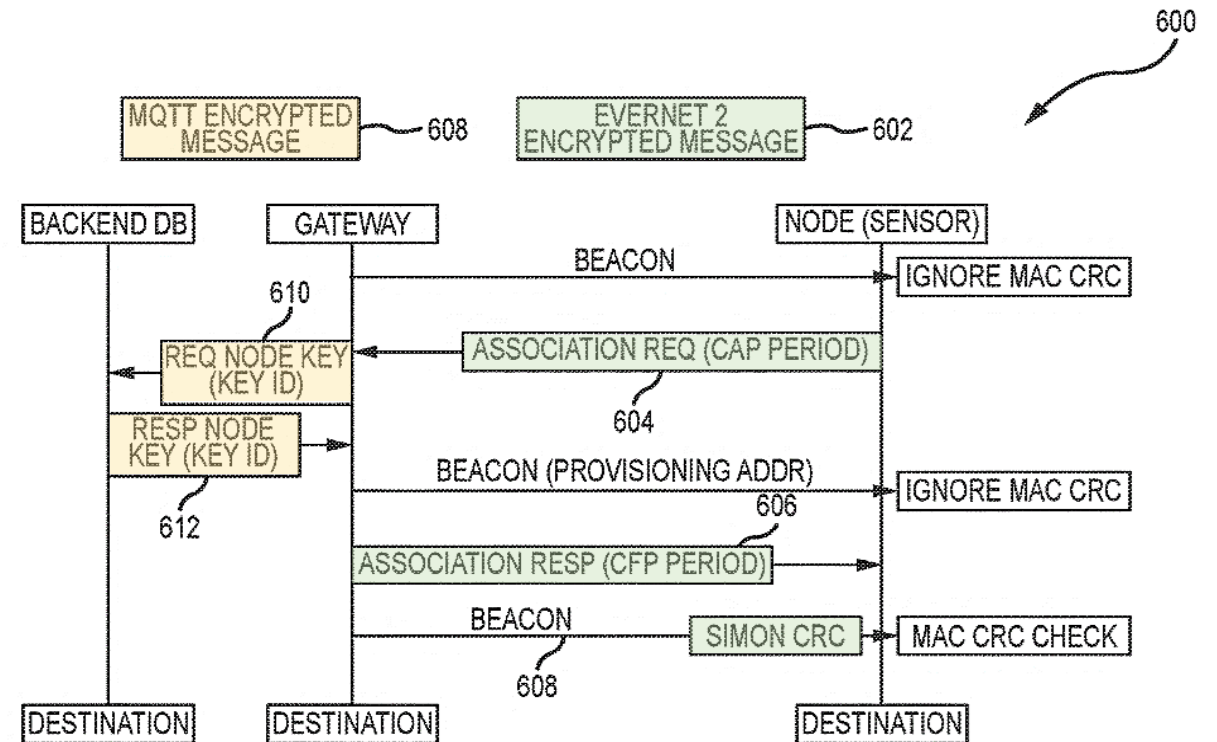 600
MQTT ENCRYPTED
MESSAGE
608
EVERNET 2
ENCRYPTED MESSAGE
602
BACKEND DB
GATEWAY
NODE (SENSOR)
BEACON
IGNORE MAC CRC
610
REQ NODE KEY
(KEY ID)
ASSOCIATION REQ (CAP PERIOD)
604
RESP NODE
KEY (KEY ID)
612
BEACON (PROVISIONING ADDR)
IGNORE MAC CRC
606
ASSOCIATION RESP (CFP PERIOD)
BEACON
608
SIMON CRC
MAC CRC CHECK
DESTINATION
DESTINATION
DESTINATION